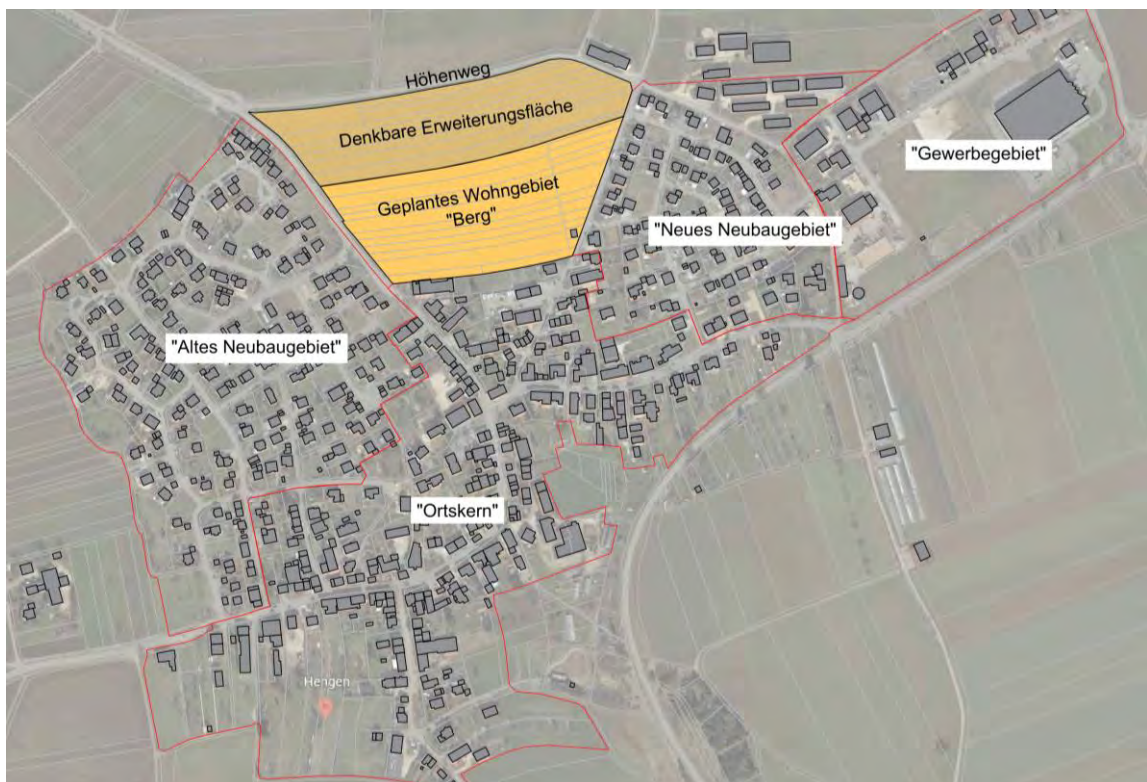 Höhenweg
Denkbare Erweiterungsfläche
Geplantes Wohngebiet
"Berg"
"Gewerbegebiet"
"Neues Neubaugebiet"
"Altes Neubaugebiet"
"Ortskern"
Hengen